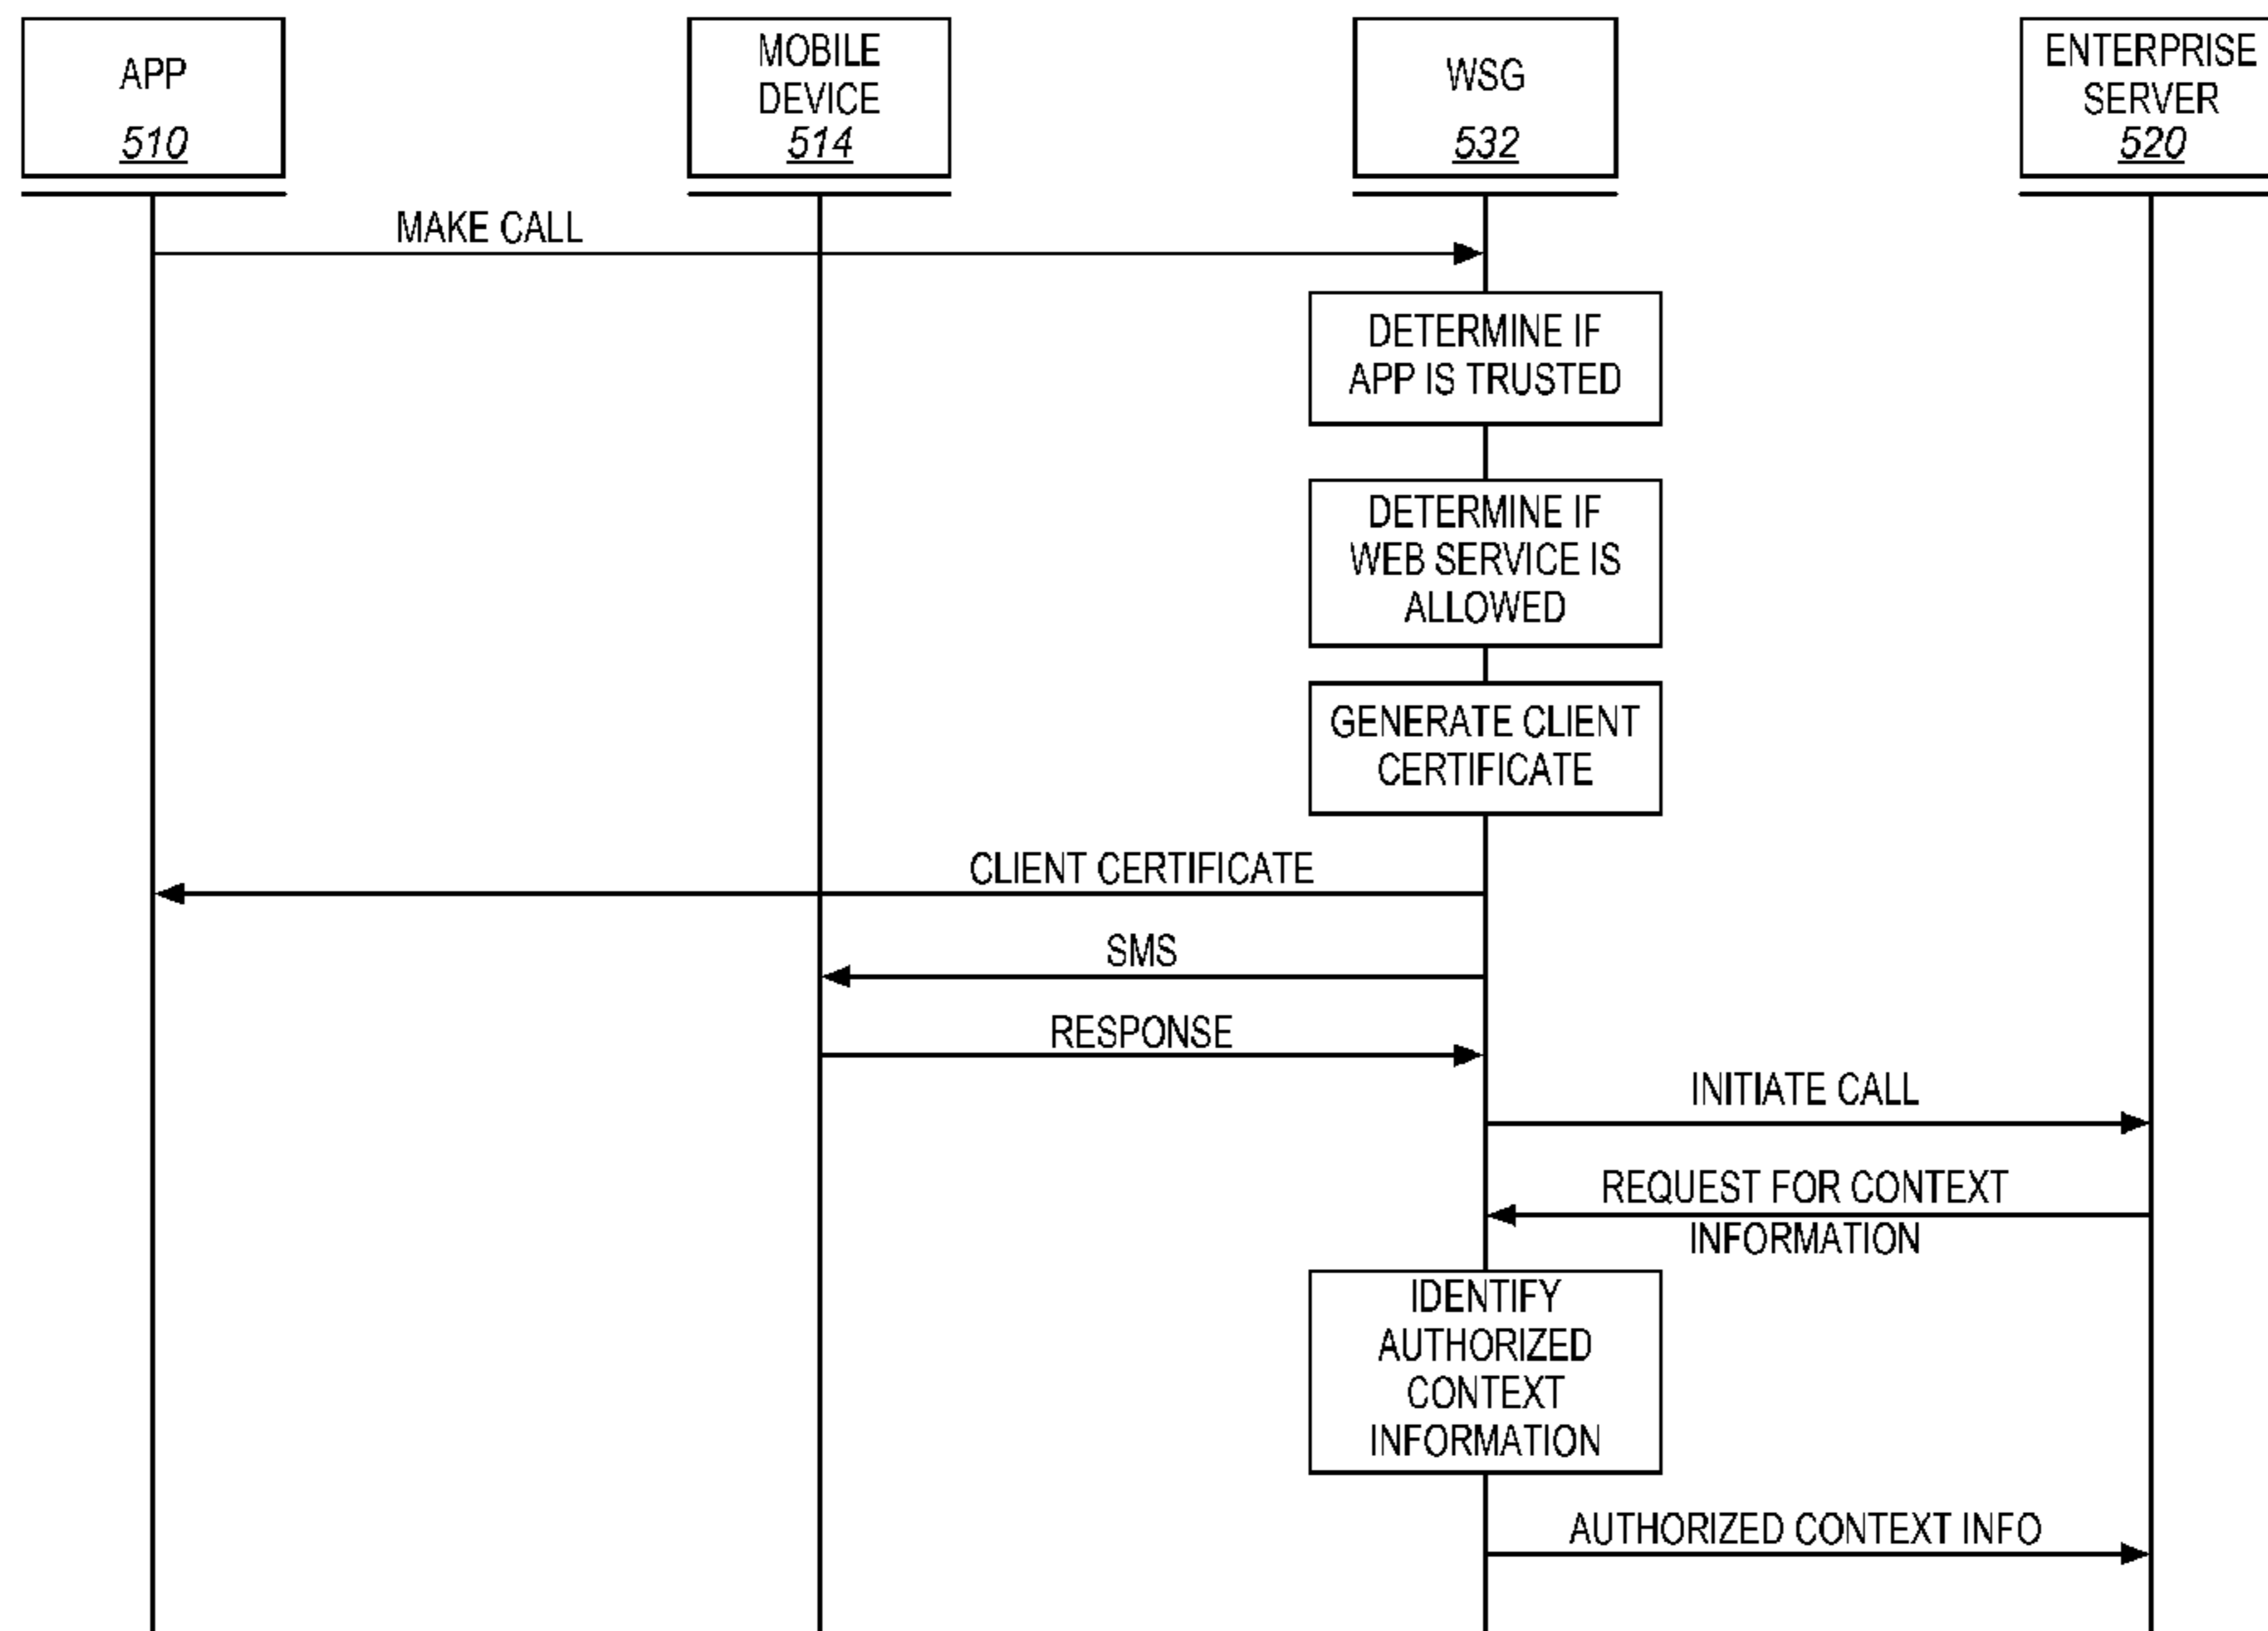 APP
510
MOBILE
DEVICE
514
WSG
532
ENTERPRISE
SERVER
520
MAKE CALL
DETERMINE IF
APP IS TRUSTED
DETERMINE IF
WEB SERVICE IS
ALLOWED
GENERATE CLIENT
CERTIFICATE
CLIENT CERTIFICATE
SMS
RESPONSE
INITIATE CALL
REQUEST FOR CONTEXT
INFORMATION
IDENTIFY
AUTHORIZED
CONTEXT
INFORMATION
AUTHORIZED CONTEXT INFO